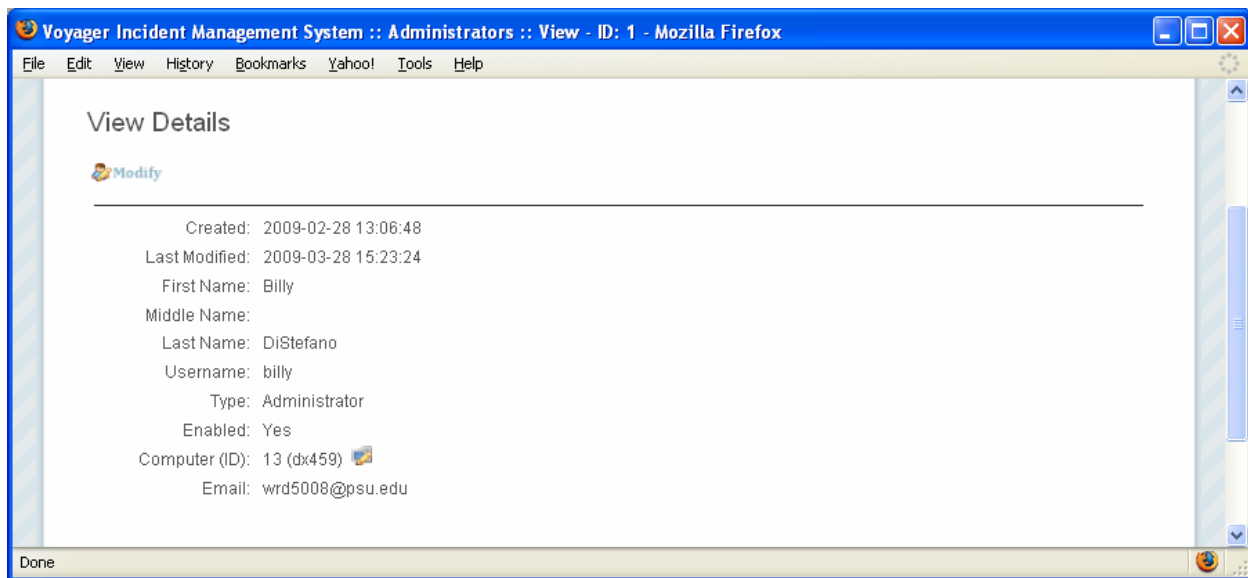 Voyager Incident Management System :: Administrators :: View - ID: 1 - Mozilla Firefox
File Edit View History Bookmarks Yahoo! Tools Help
View Details
Modify
Created: 2009-02-28 13:06:48
Last Modified: 2009-03-28 15:23:24
First Name: Billy
Middle Name:
Last Name: DiStefano
Username: billy
Type: Administrator
Enabled: Yes
Computer (ID): 13 (dx459)
Email: wrd5008@psu.edu
Done